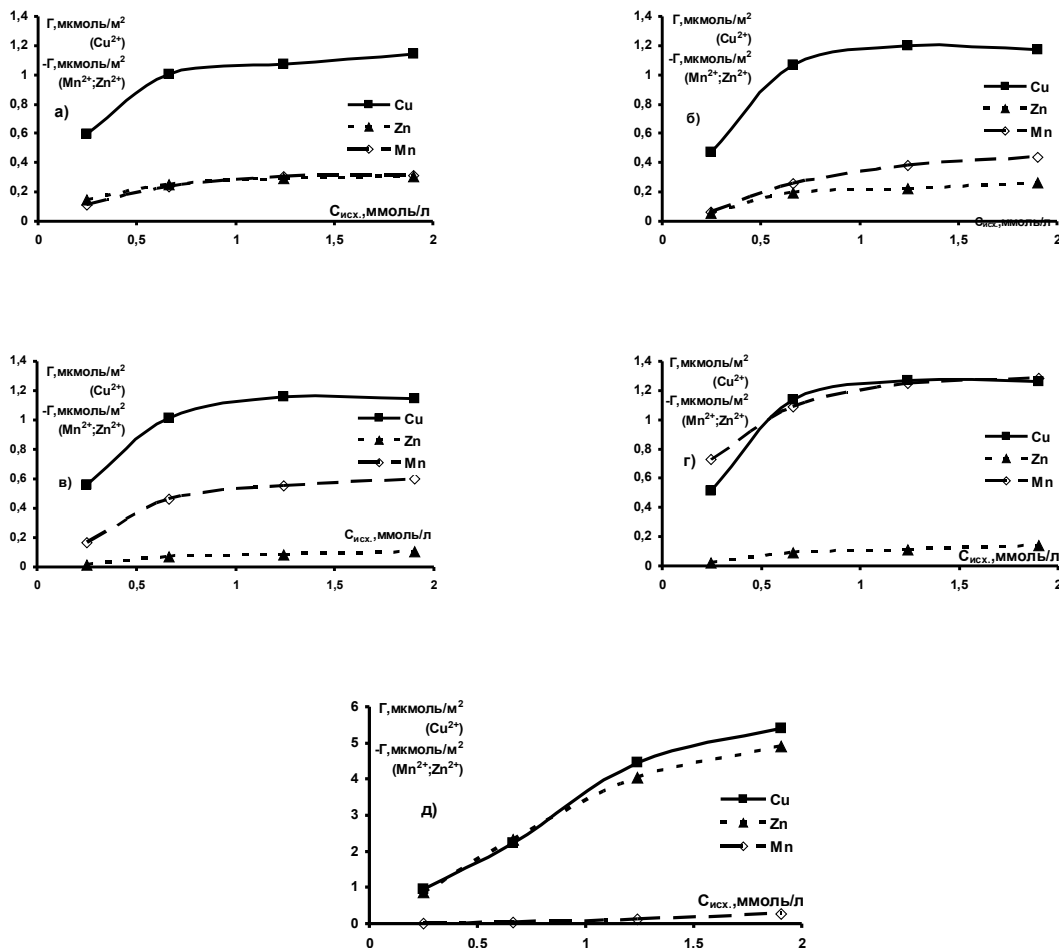 1,4
1,2
1
0,8
0,6
0,4
0,2
0
Г,мкмоль/м²
(Cu²⁺)
-Г,мкмоль/м²
(Mn²⁺;Zn²⁺)
а)
Cu
Zn
Mn
Cисх.,ммоль/л
0 0,5 1 1,5 2
1,4
1,2
1
0,8
0,6
0,4
0,2
0
Г,мкмоль/м²
(Cu²⁺)
-Г,мкмоль/м²
(Mn²⁺;Zn²⁺)
б)
Cu
Zn
Mn
Cисх.,ммоль/л
0 0,5 1 1,5 2
1,4
1,2
1
0,8
0,6
0,4
0,2
0
Г,мкмоль/м²
(Cu²⁺)
-Г,мкмоль/м²
(Mn²⁺;Zn²⁺)
в)
Cu
Zn
Mn
Cисх.,ммоль/л
0 0,5 1 1,5 2
1,4
1,2
1
0,8
0,6
0,4
0,2
0
Г,мкмоль/м²
(Cu²⁺)
-Г,мкмоль/м²
(Mn²⁺;Zn²⁺)
г)
Cu
Zn
Mn
Cисх.,ммоль/л
0 0,5 1 1,5 2
6
5
4
3
2
1
0
Г,мкмоль/м²
(Cu²⁺)
-Г,мкмоль/м²
(Mn²⁺;Zn²⁺)
д)
Cu
Zn
Mn
Cисх.,ммоль/л
0 0,5 1 1,5 2